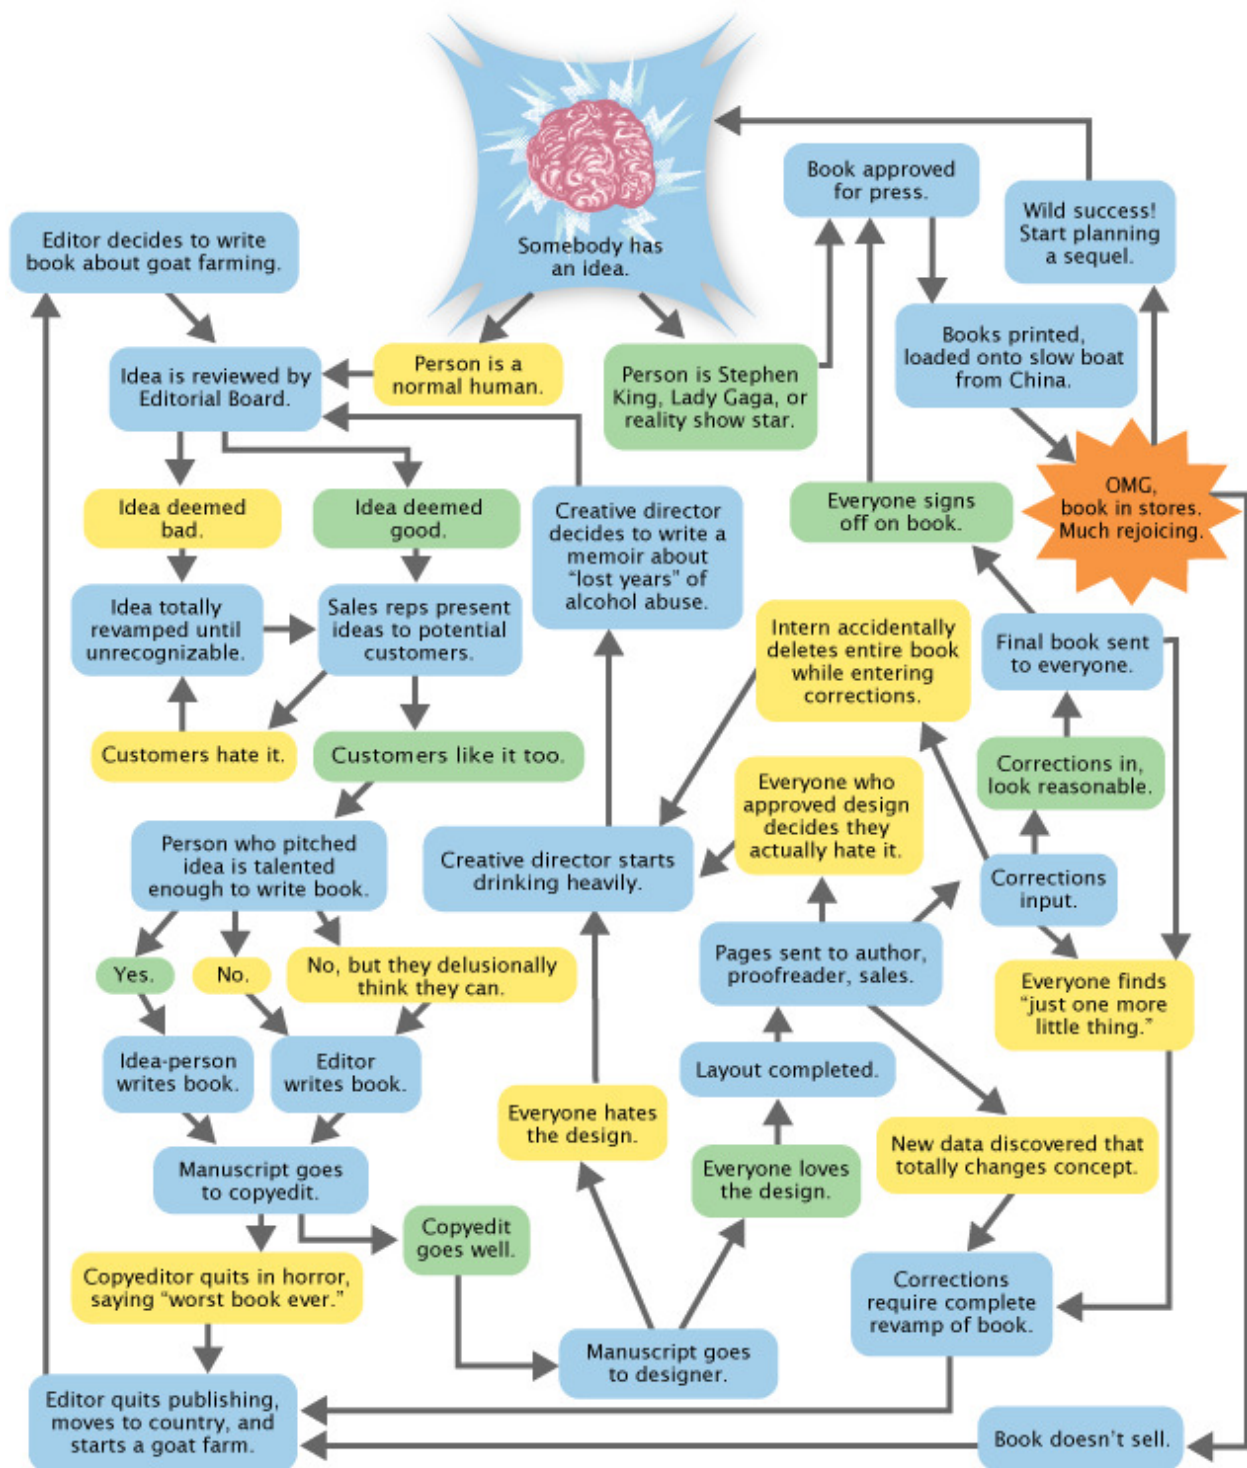 Somebody has
an idea.
Book approved
for press.
Wild success!
Start planning
a sequel.
Editor decides to write
book about goat farming.
Books printed,
loaded onto slow boat
from China.
Person is a
normal human.
Person is Stephen
King, Lady Gaga, or
reality show star.
Idea is reviewed by
Editorial Board.
OMG,
book in stores.
Much rejoicing.
Idea deemed
bad.
Idea deemed
good.
Creative director
decides to write a
memoir about
“lost years” of
alcohol abuse.
Everyone signs
off on book.
Idea totally
revamped until
unrecognizable.
Sales reps present
ideas to potential
customers.
Intern accidentally
deletes entire book
while entering
corrections.
Final book sent
to everyone.
Customers hate it.
Customers like it too.
Corrections in,
look reasonable.
Everyone who
approved design
decides they
actually hate it.
Person who pitched
idea is talented
enough to write book.
Creative director starts
drinking heavily.
Corrections
input.
Yes.
No.
No, but they delusionally
think they can.
Pages sent to author,
proofreader, sales.
Everyone finds
“just one more
little thing.”
Idea-person
writes book.
Editor
writes book.
Layout completed.
Everyone hates
the design.
New data discovered that
totally changes concept.
Manuscript goes
to copyedit.
Everyone loves
the design.
Copyedit
goes well.
Copyeditor quits in horror,
saying “worst book ever.”
Corrections
require complete
revamp of book.
Manuscript goes
to designer.
Editor quits publishing,
moves to country, and
starts a goat farm.
Book doesn’t sell.